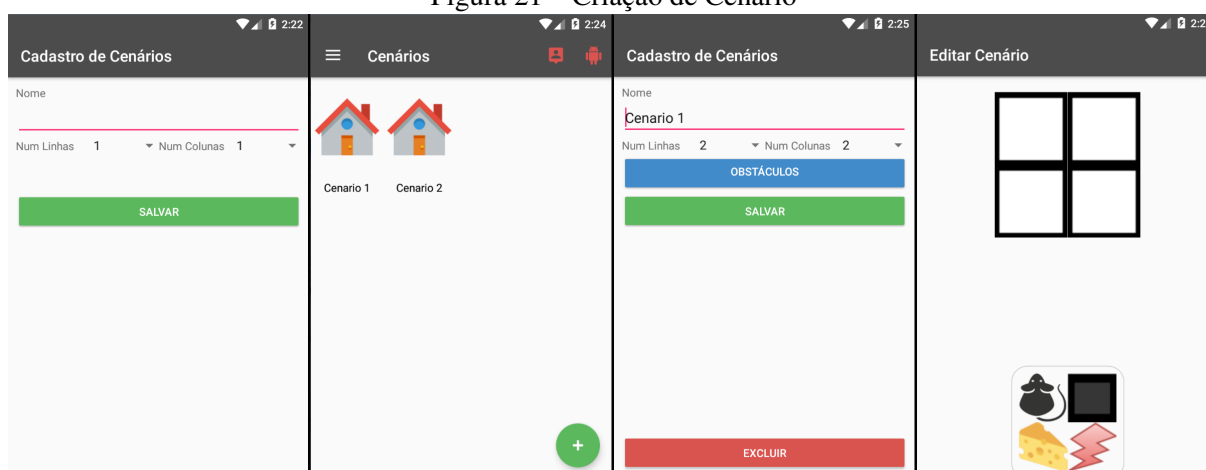 Figura 21 – Criação de Cenário
2:22
Cadastro de Cenários
Nome
Num Linhas 1 Num Colunas 1
SALVAR
2:24
Cenários
Cenario 1 Cenario 2
+
2:25
Cadastro de Cenários
Nome
Cenario 1
Num Linhas 2 Num Colunas 2
OBSTÁCULOS
SALVAR
EXCLUIR
Editar Cenário